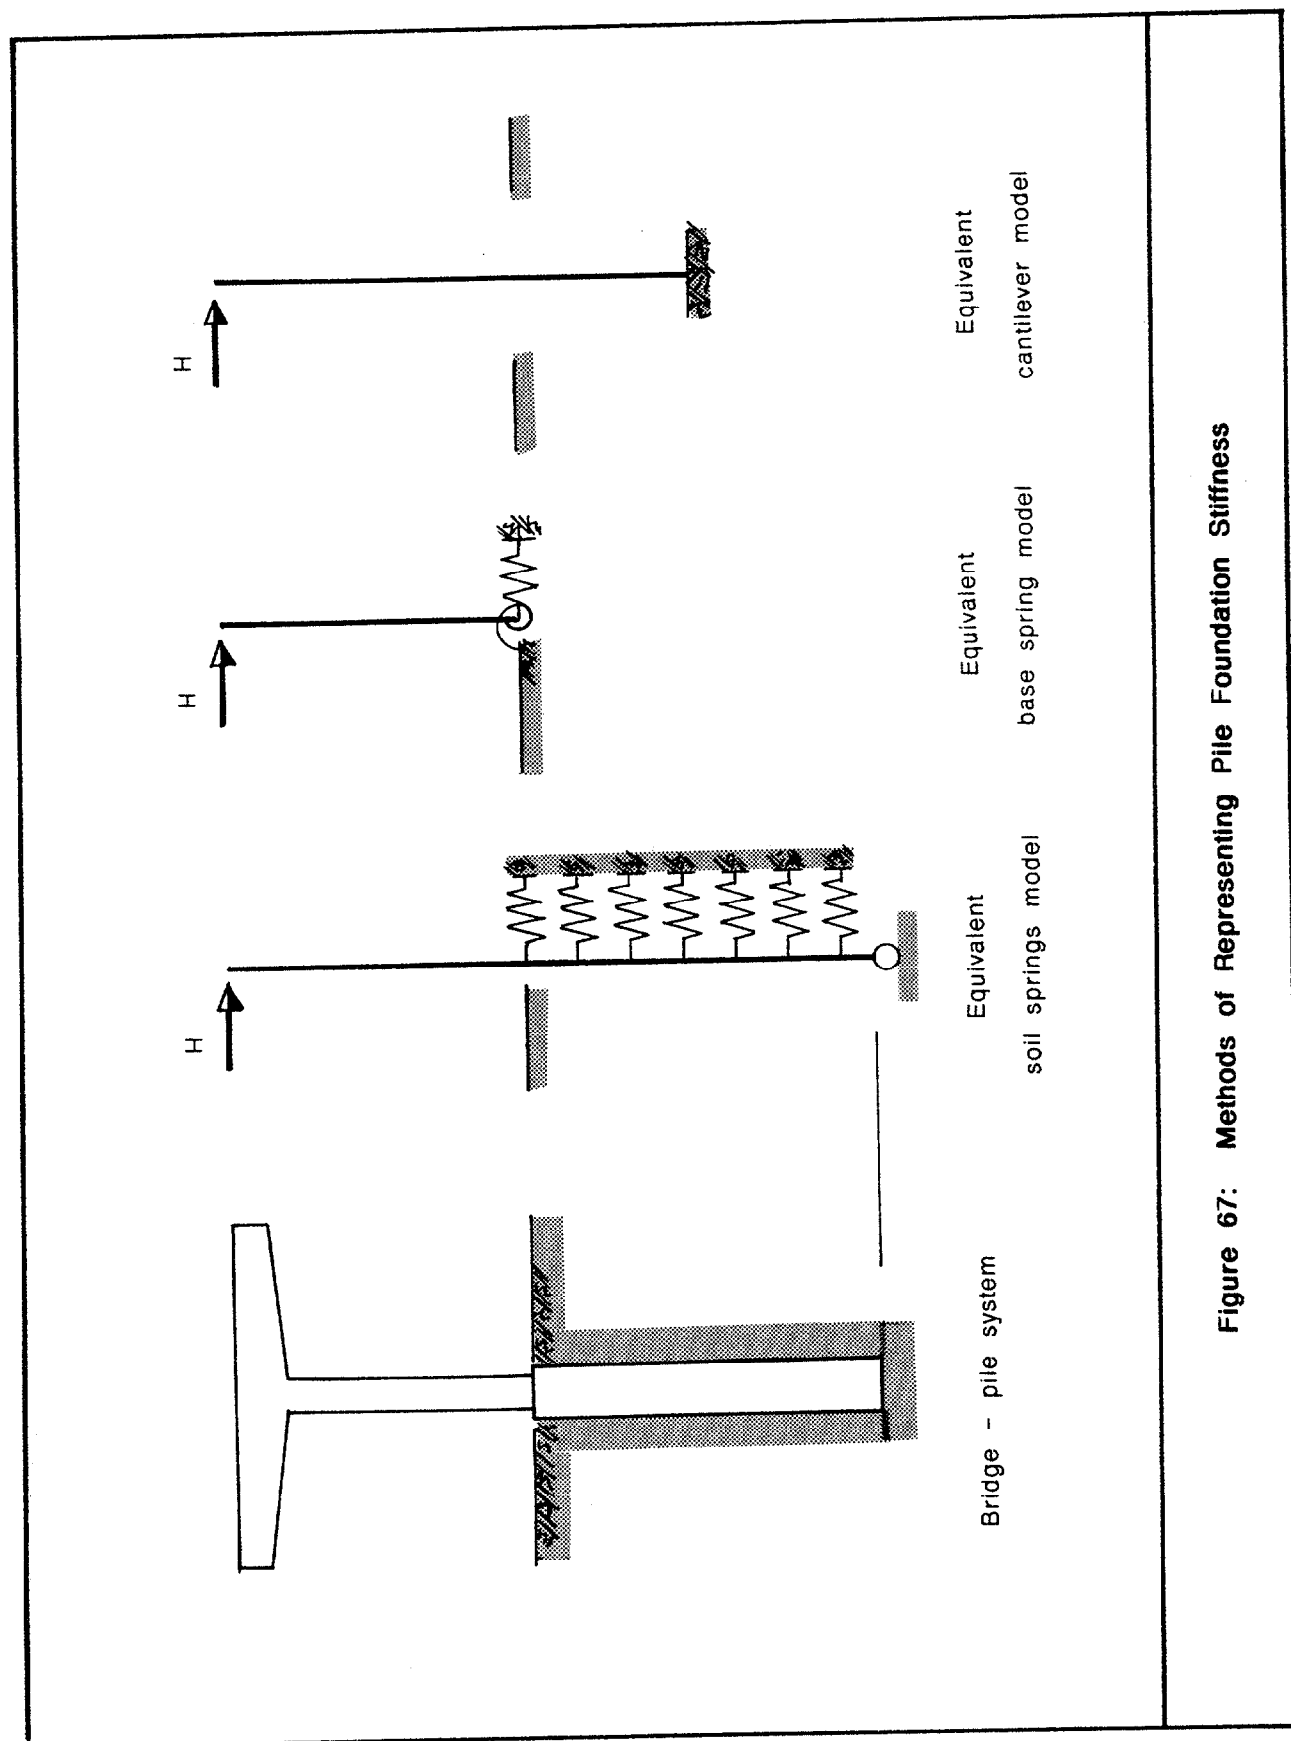 H
H
H
Bridge - pile system
Equivalent
soil springs model
Equivalent
base spring model
Equivalent
cantilever model
Figure 67: Methods of Representing Pile Foundation Stiffness